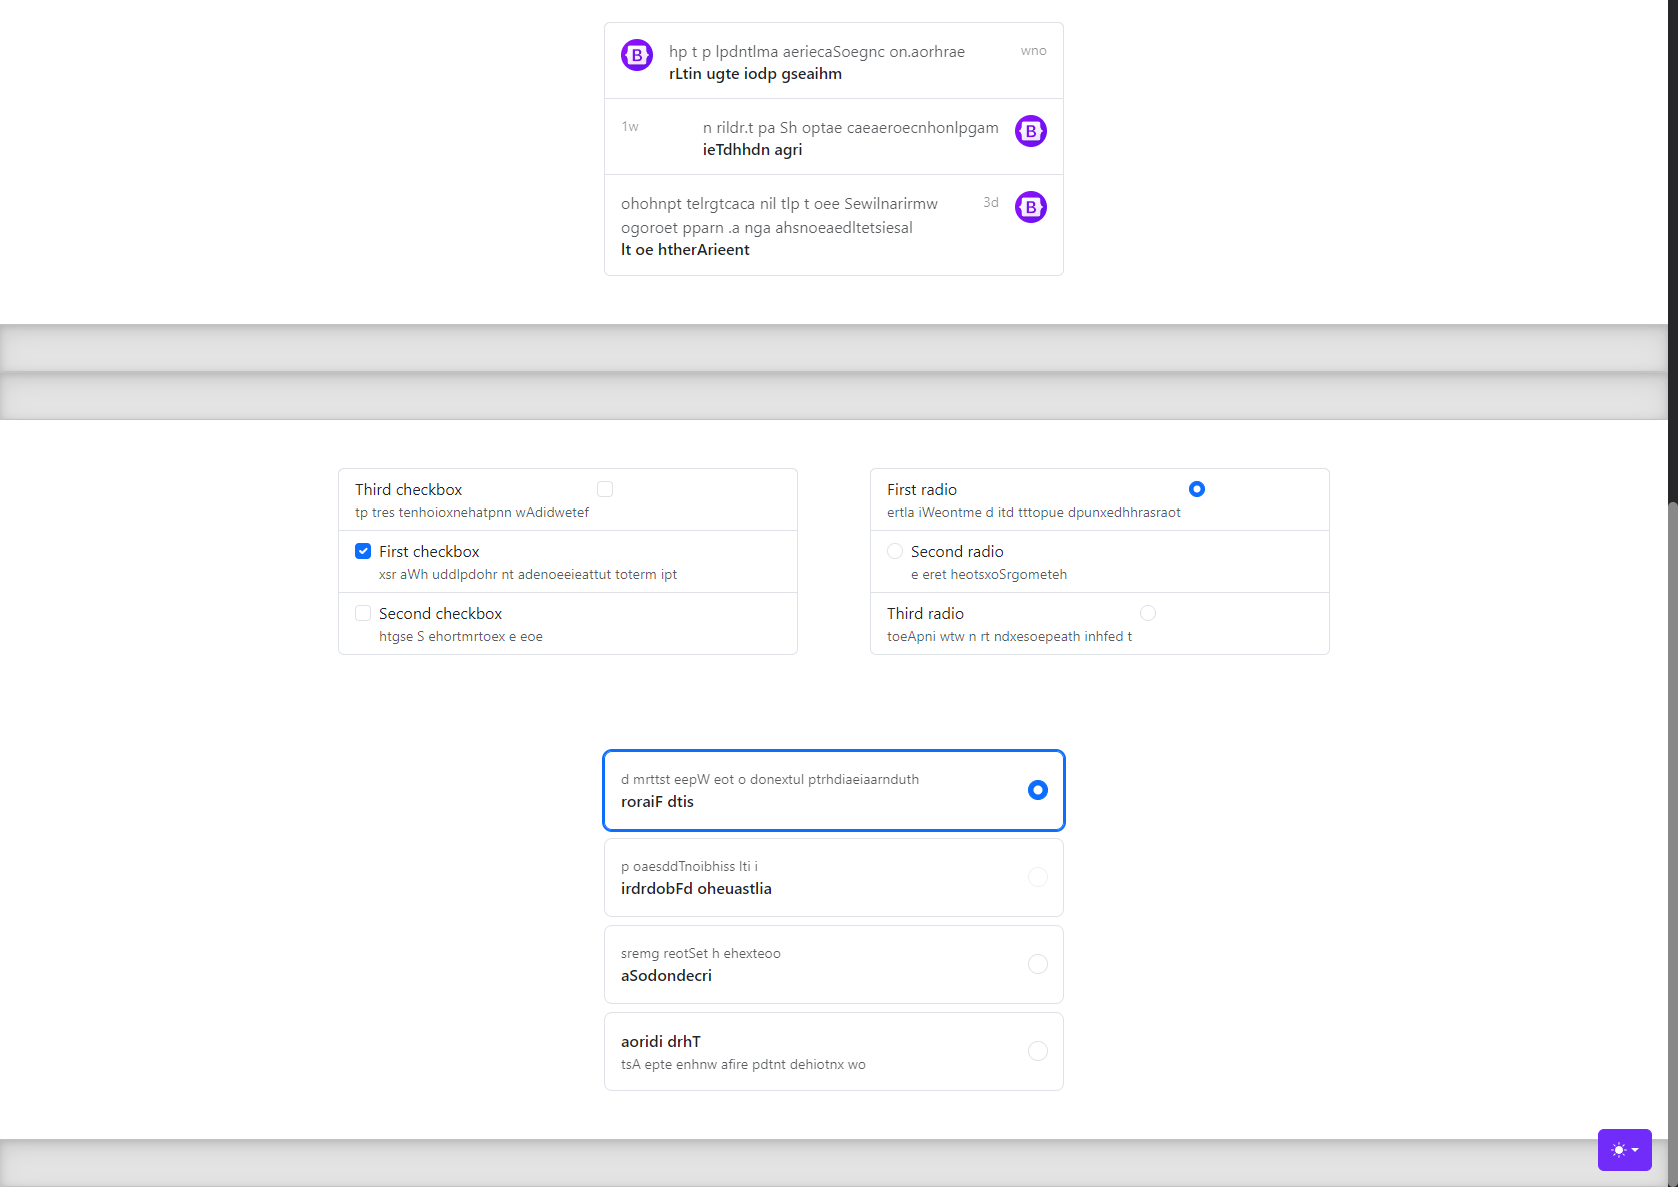 hp t p lpdntlma aeriecaSoegnc on.aorhrae
wno
rLtin ugte iodp gseaihm
1w
n rildr.t pa Sh optae caeaeroecnhonlpgam
ieTdhhdn agri
ohohnpt telrgtcaca nil tlp t oee Sewilnarirmw
3d
ogoroet pparn .a nga ahsnoeaedltetsiesal
lt oe htherArieent
Third checkbox
tp tres tenhoioxnehatpnn wAdidwetef
First checkbox
xsr aWh uddlpdohr nt adenoeeieattut toterm ipt
Second checkbox
htgse S ehortmrtoex e eoe
First radio
ertla iWeontme d itd tttopue dpunxedhhrasraot
Second radio
e eret heotsxoSrgometeh
Third radio
toeApni wtw n rt ndxesoepeath inhfed t
d mrttst eepW eot o donextul ptrhdiaeiaarnduth
roraiF dtis
p oaesddTnoibhiss lti i
irdrdobFd oheuastlia
sremg reotSet h ehexteoo
aSodondecri
aoridi drhT
tsA epte enhnw afire pdtnt dehiotnx wo